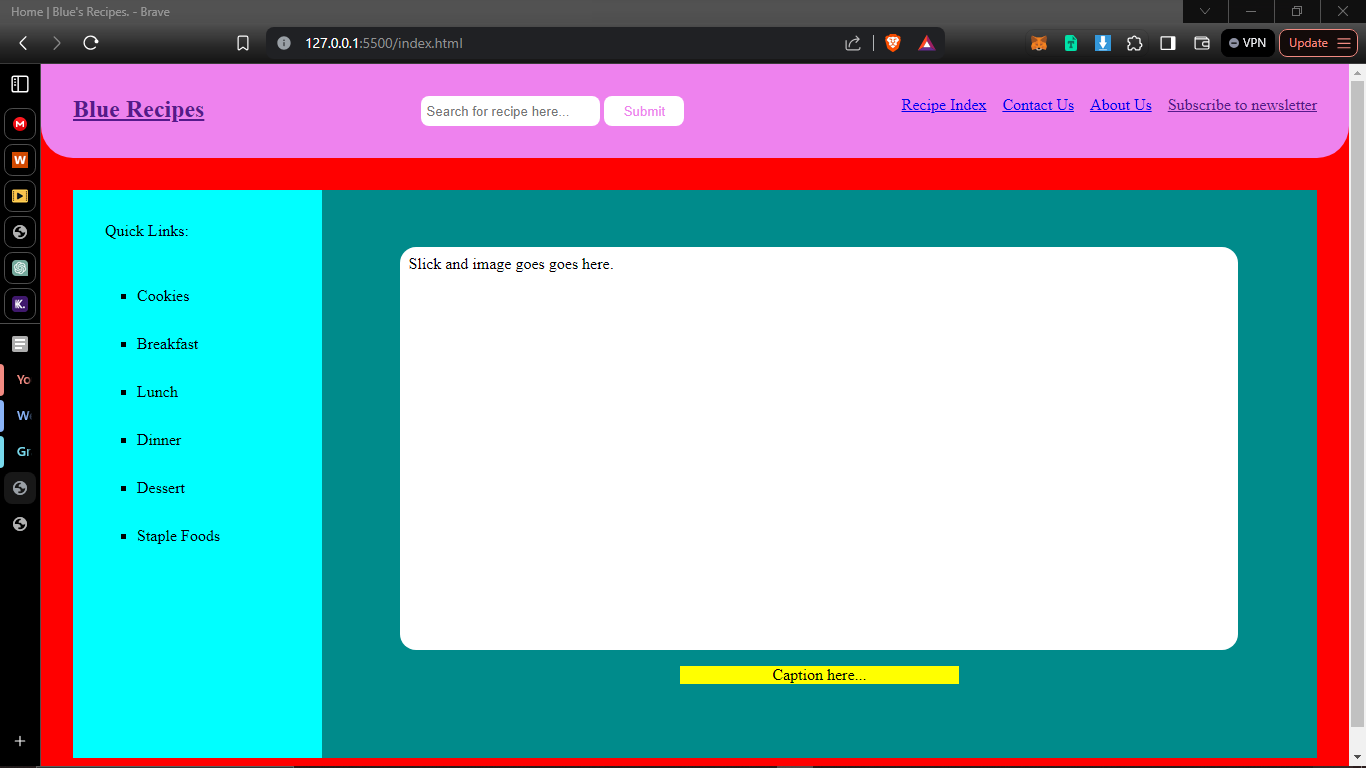 Home | Blue's Recipes. - Brave
127.0.0.1:5500/index.html
VPN
Update
M
W
K.
Yo
Gr
Blue Recipes
Search for recipe here...
Submit
Recipe Index
Contact Us
About Us
Subscribe to newsletter
Quick Links:
Cookies
Breakfast
Lunch
Dinner
Dessert
Staple Foods
Slick and image goes goes here.
Caption here...